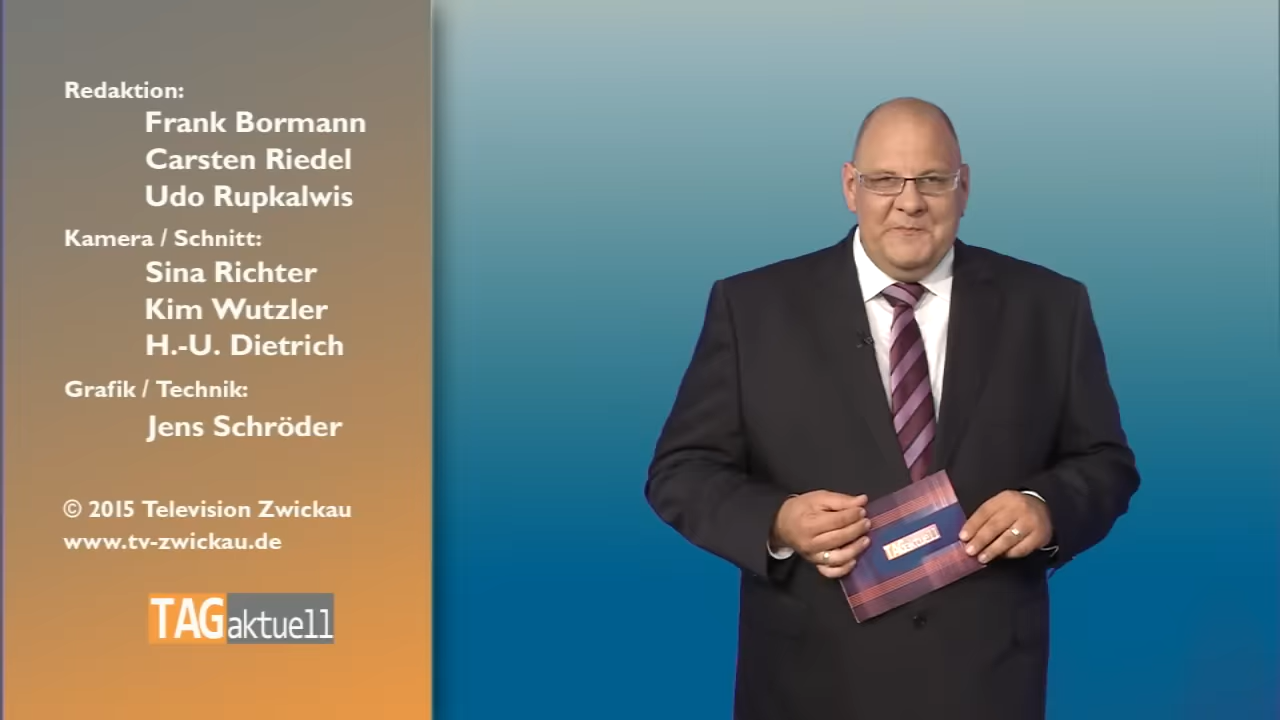 Redaktion:
Frank Bormann
Carsten Riedel
Udo Rupkalwis
Kamera / Schnitt:
Sina Richter
Kim Wutzler
H.-U. Dietrich
Grafik / Technik:
Jens Schröder
© 2015 Television Zwickau
www.tv-zwickau.de
TAGaktuell